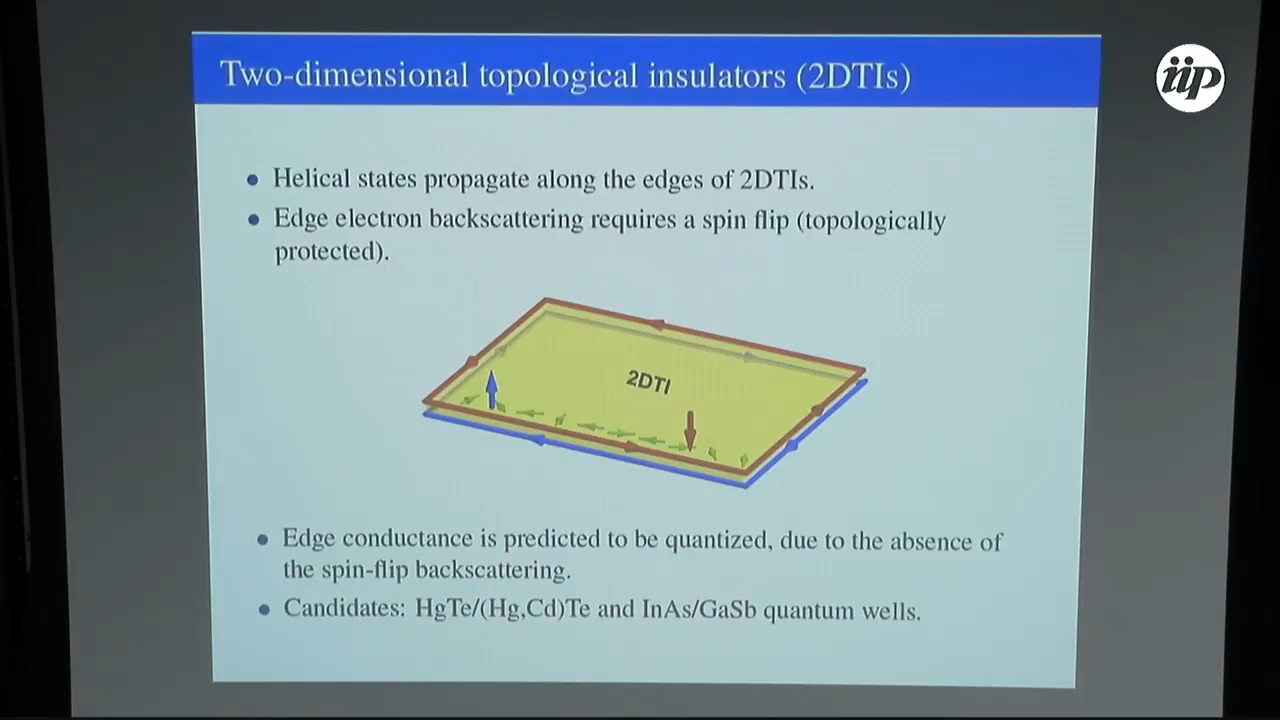 Two-dimensional topological insulators (2DTIs)
iip
• Helical states propagate along the edges of 2DTIs.
• Edge electron backscattering requires a spin flip (topologically
protected).
2DTI
• Edge conductance is predicted to be quantized, due to the absence of
the spin-flip backscattering.
• Candidates: HgTe/(Hg,Cd)Te and InAs/GaSb quantum wells.